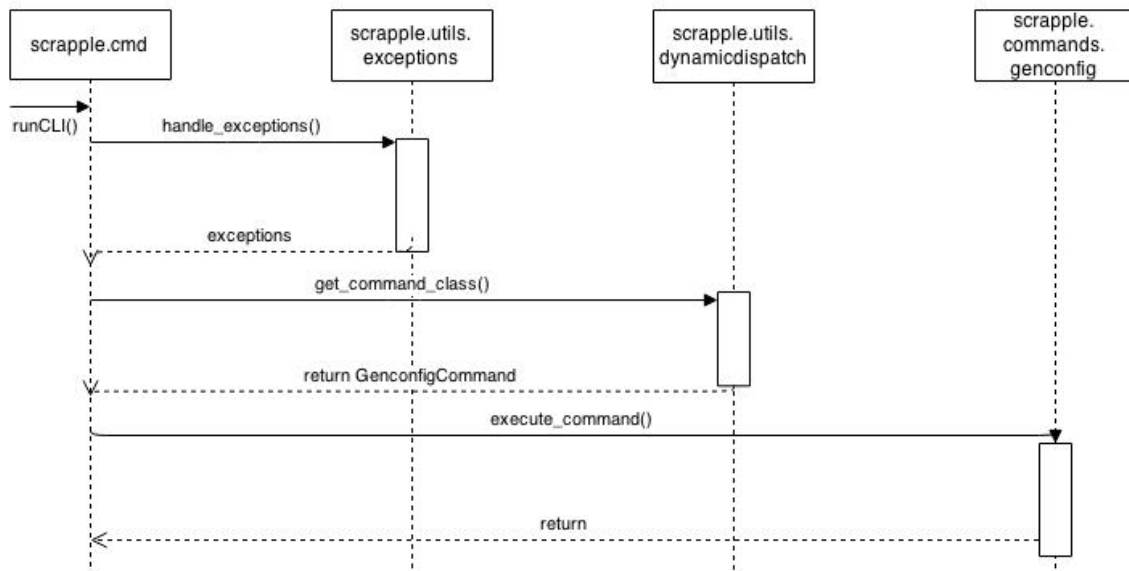 scrapple.cmd
scrapple.utils.
exceptions
scrapple.utils.
dynamicdispatch
scrapple.
commands.
genconfig
runCLI()
handle_exceptions()
exceptions
get_command_class()
return GenconfigCommand
execute_command()
return